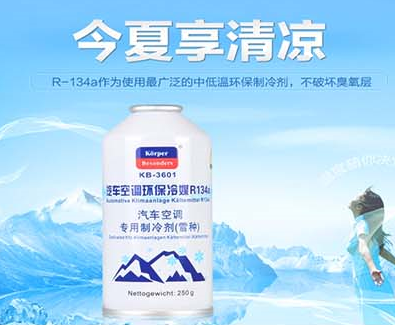 今夏享清凉
R-134a作为使用最广泛的中低温环保制冷剂，不破坏臭氧层
Körper
Besonders
KB-3601
汽车空调环保冷媒R134a
Automotive Klimaanlage Kältemittel R134a
汽车空调
专用制冷剂(雪种)
Nettogewicht: 250g